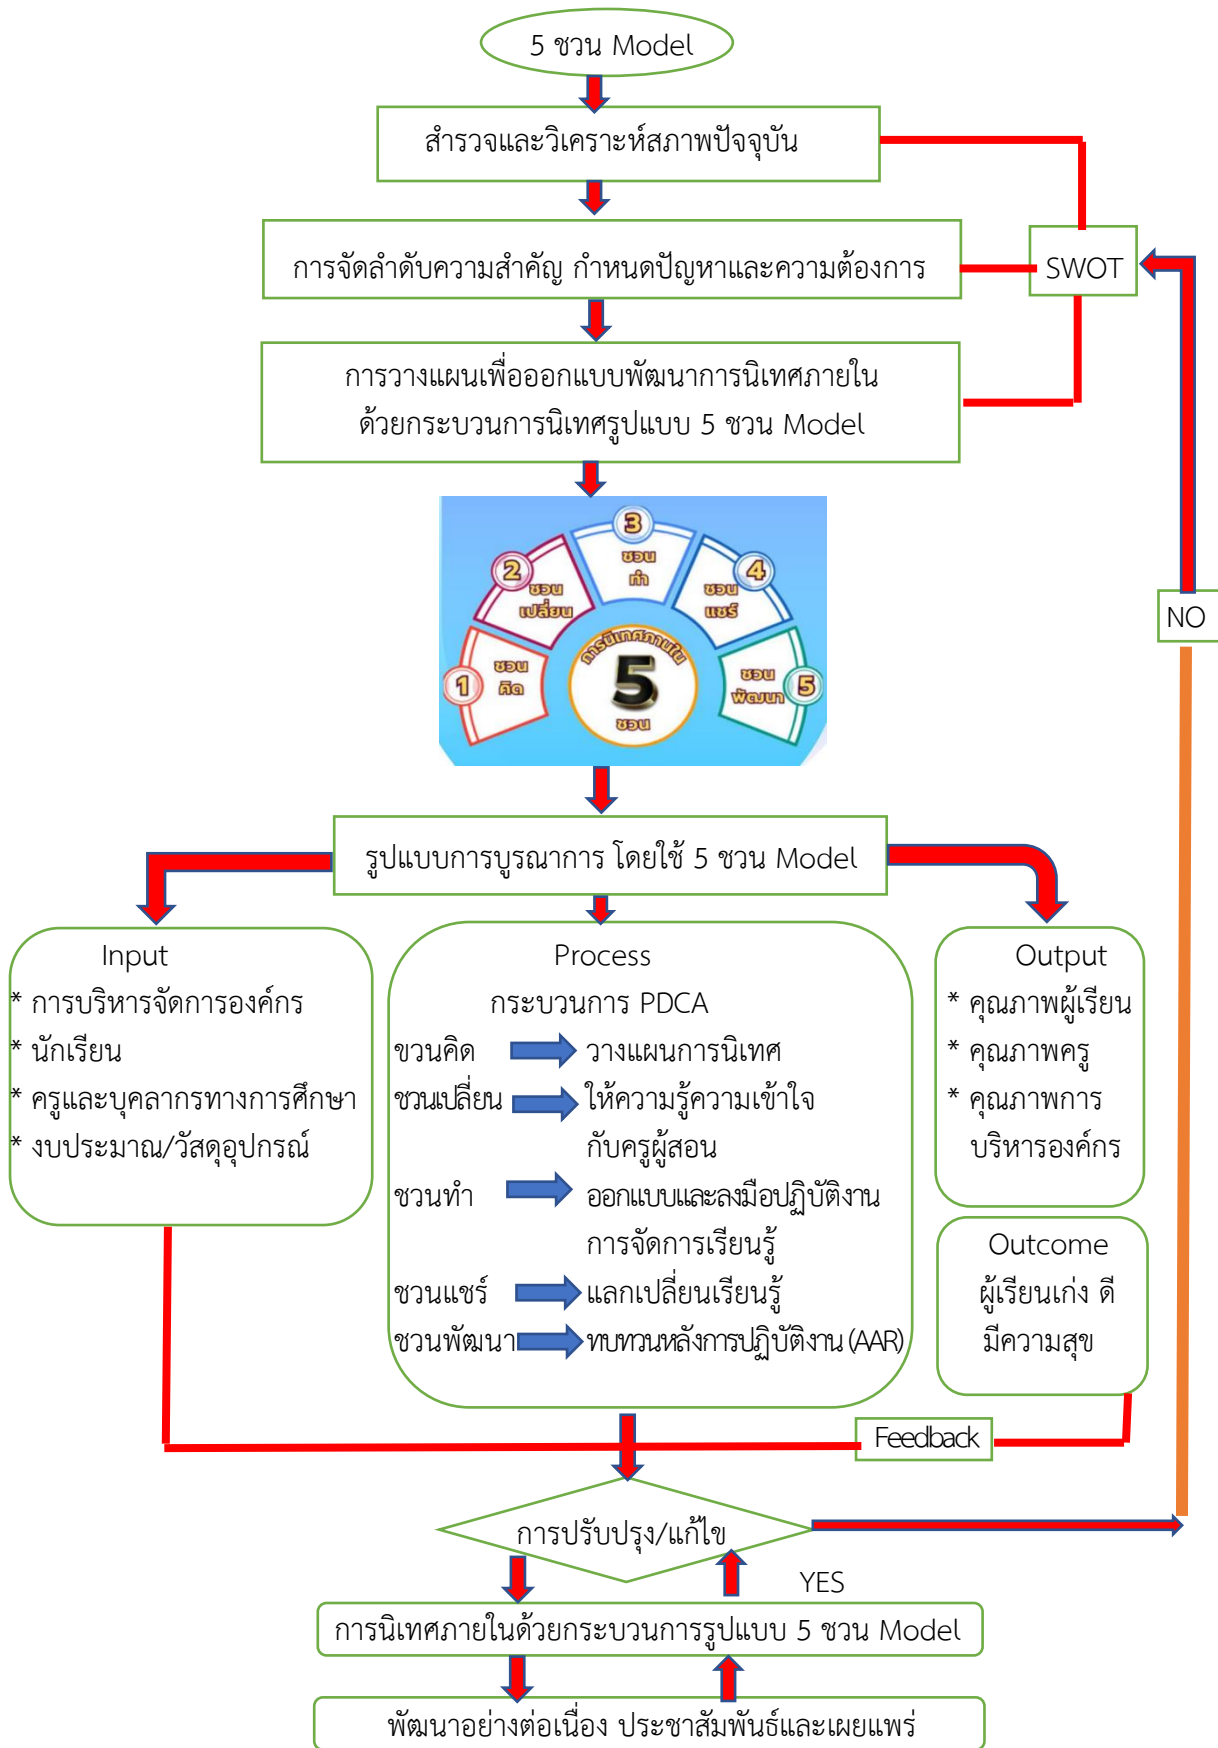 5 ชวน Model
สำรวจและวิเคราะห์สภาพปัจจุบัน
การจัดลำดับความสำคัญ กำหนดปัญหาและความต้องการ
SWOT
การวางแผนเพื่อออกแบบพัฒนาการนิเทศภายใน
ด้วยกระบวนการนิเทศรูปแบบ 5 ชวน Model
1
ชวน
คิด
2
ชวน
เปลี่ยน
3
ชวน
ทำ
4
ชวน
แชร์
5
ชวน
พัฒนา
การนิเทศภายใน
5
ชวน
NO
รูปแบบการบูรณาการ โดยใช้ 5 ชวน Model
Input
* การบริหารจัดการองค์กร
* นักเรียน
* ครูและบุคลากรทางการศึกษา
* งบประมาณ/วัสดุอุปกรณ์
Process
กระบวนการ PDCA
ขวนคิด วางแผนการนิเทศ
ชวนเปลี่ยน ให้ความรู้ความเข้าใจ
กับครูผู้สอน
ชวนทำ ออกแบบและลงมือปฏิบัติงาน
การจัดการเรียนรู้
ชวนแชร์ แลกเปลี่ยนเรียนรู้
ชวนพัฒนา ทบทวนหลังการปฏิบัติงาน (AAR)
Output
* คุณภาพผู้เรียน
* คุณภาพครู
* คุณภาพการ
บริหารองค์กร
Outcome
ผู้เรียนเก่ง ดี
มีความสุข
Feedback
การปรับปรุง/แก้ไข
YES
การนิเทศภายในด้วยกระบวนการรูปแบบ 5 ชวน Model
พัฒนาอย่างต่อเนื่อง ประชาสัมพันธ์และเผยแพร่